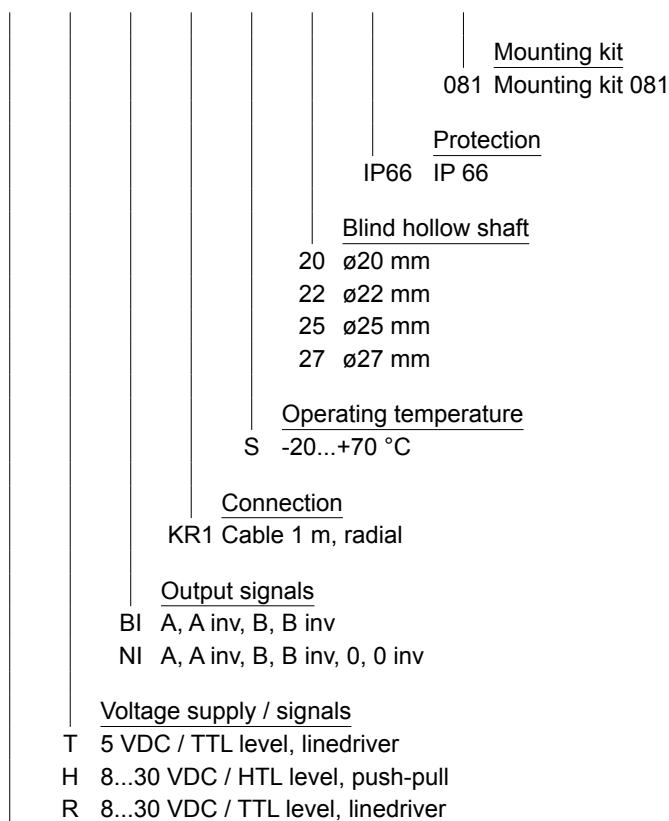 Mounting kit
081 Mounting kit 081
Protection
IP66 IP 66
Blind hollow shaft
20 ø20 mm
22 ø22 mm
25 ø25 mm
27 ø27 mm
Operating temperature
S -20...+70 °C
Connection
KR1 Cable 1 m, radial
Output signals
BI A, A inv, B, B inv
NI A, A inv, B, B inv, 0, 0 inv
Voltage supply / signals
T 5 VDC / TTL level, linedriver
H 8...30 VDC / HTL level, push-pull
R 8...30 VDC / TTL level, linedriver